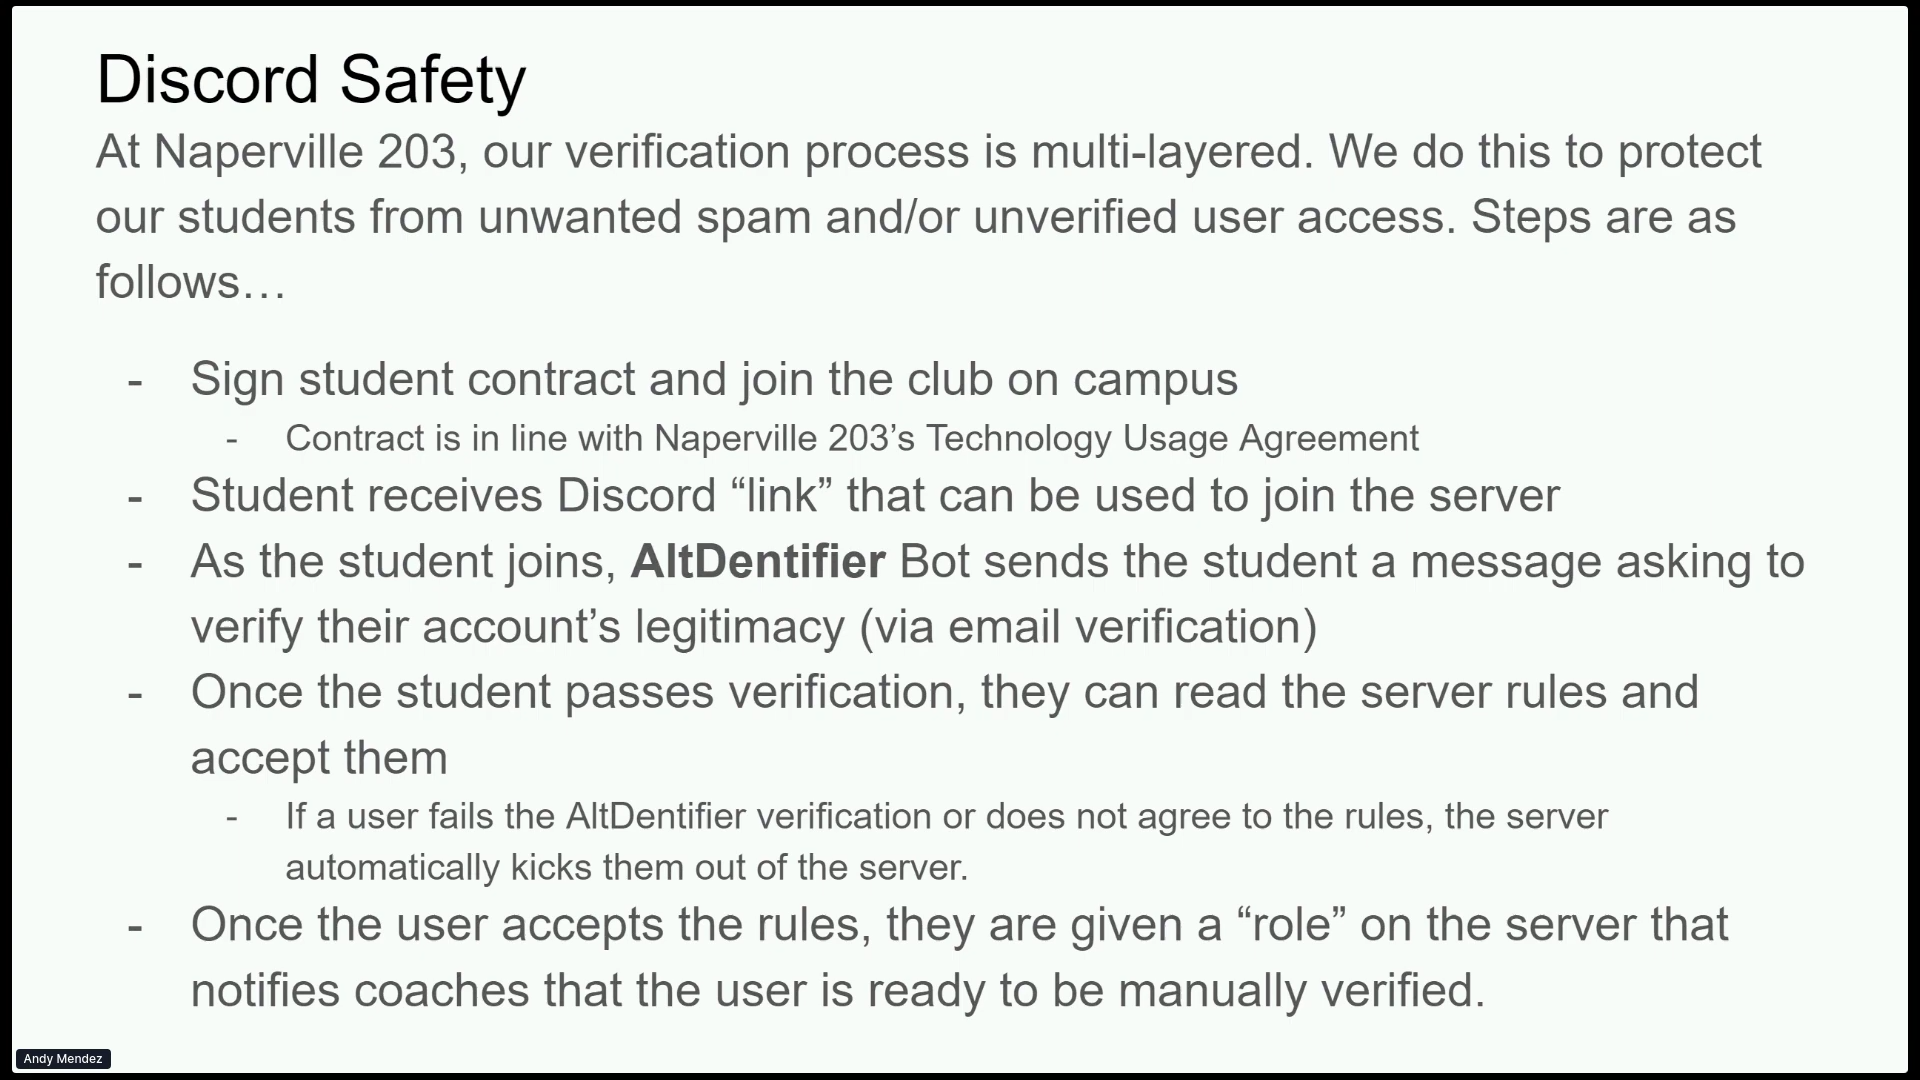 Discord Safety
At Naperville 203, our verification process is multi-layered. We do this to protect
our students from unwanted spam and/or unverified user access. Steps are as
follows…
- Sign student contract and join the club on campus
- Contract is in line with Naperville 203’s Technology Usage Agreement
- Student receives Discord “link” that can be used to join the server
- As the student joins, AltDentifier Bot sends the student a message asking to
verify their account’s legitimacy (via email verification)
- Once the student passes verification, they can read the server rules and
accept them
- If a user fails the AltDentifier verification or does not agree to the rules, the server
automatically kicks them out of the server.
- Once the user accepts the rules, they are given a “role” on the server that
notifies coaches that the user is ready to be manually verified.
Andy Mendez